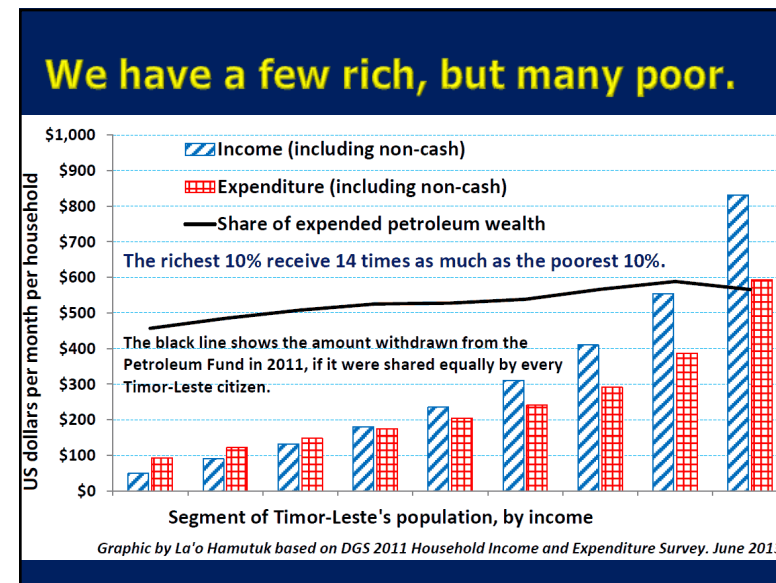 We have a few rich, but many poor.
$1,000
$900
$800
$700
$600
$500
$400
$300
$200
$100
$0
US dollars per month per household
Income (including non-cash)
Expenditure (including non-cash)
Share of expended petroleum wealth
The richest 10% receive 14 times as much as the poorest 10%.
The black line shows the amount withdrawn from the
Petroleum Fund in 2011, if it were shared equally by every
Timor-Leste citizen.
Segment of Timor-Leste's population, by income
Graphic by La'o Hamutuk based on DGS 2011 Household Income and Expenditure Survey. June